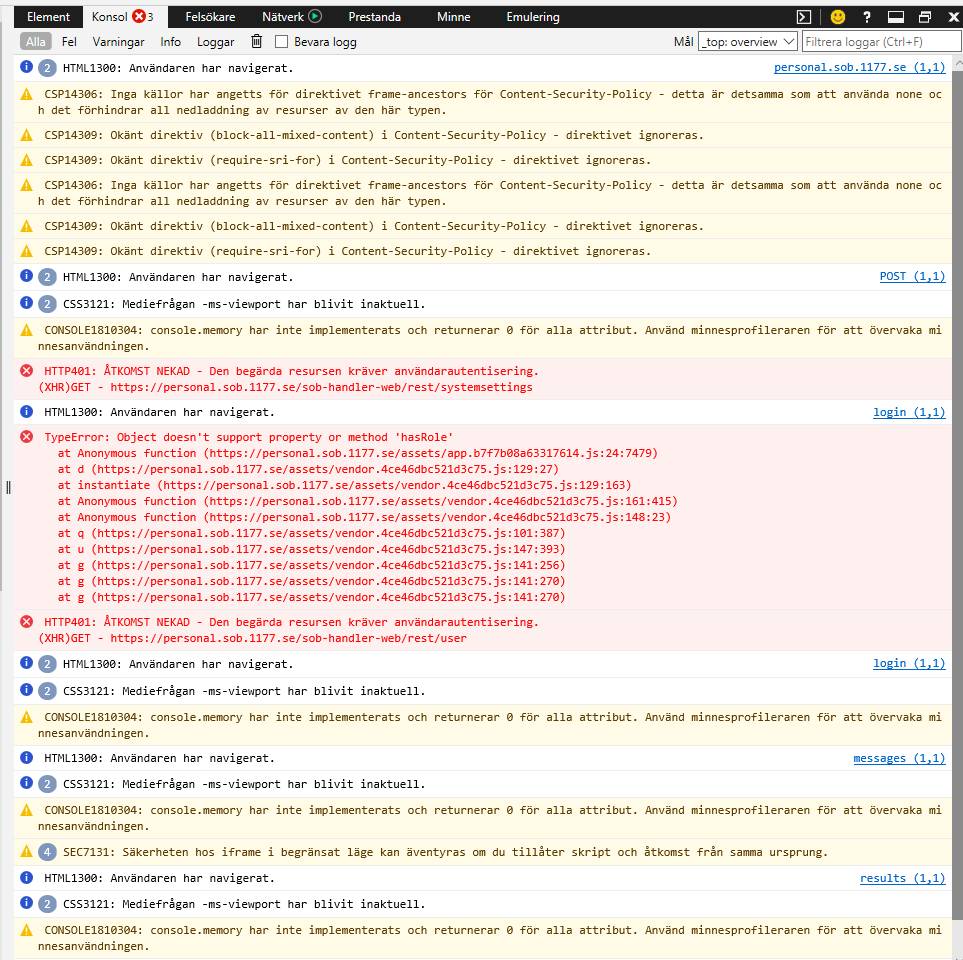 Element Konsol 3 Felsökare Nätverk Prestanda Minne Emulering ?
Alla Fel Varningar Info Loggar Bevara logg Mål _top: overview Filtrera loggar (Ctrl+F)
2 HTML1300: Användaren har navigerat. personal.sob.1177.se (1,1)
CSP14306: Inga källor har angetts för direktivet frame-ancestors för Content-Security-Policy - detta är detsamma som att använda none oc
h det förhindrar all nedladdning av resurser av den här typen.
CSP14309: Okänt direktiv (block-all-mixed-content) i Content-Security-Policy - direktivet ignoreras.
CSP14309: Okänt direktiv (require-sri-for) i Content-Security-Policy - direktivet ignoreras.
CSP14306: Inga källor har angetts för direktivet frame-ancestors för Content-Security-Policy - detta är detsamma som att använda none oc
h det förhindrar all nedladdning av resurser av den här typen.
CSP14309: Okänt direktiv (block-all-mixed-content) i Content-Security-Policy - direktivet ignoreras.
CSP14309: Okänt direktiv (require-sri-for) i Content-Security-Policy - direktivet ignoreras.
2 HTML1300: Användaren har navigerat. POST (1,1)
2 CSS3121: Mediefrågan -ms-viewport har blivit inaktuell.
CONSOLE1810304: console.memory har inte implementerats och returnerar 0 för alla attribut. Använd minnesprofileraren för att övervaka mi
nnesanvändningen.
HTTP401: ÅTKOMST NEKAD - Den begärda resursen kräver användarautentisering.
(XHR)GET - https://personal.sob.1177.se/sob-handler-web/rest/systemsettings
HTML1300: Användaren har navigerat. login (1,1)
TypeError: Object doesn't support property or method 'hasRole'
at Anonymous function (https://personal.sob.1177.se/assets/app.b7f7b08a63317614.js:24:7479)
at d (https://personal.sob.1177.se/assets/vendor.4ce46dbc521d3c75.js:129:27)
at instantiate (https://personal.sob.1177.se/assets/vendor.4ce46dbc521d3c75.js:129:163)
at Anonymous function (https://personal.sob.1177.se/assets/vendor.4ce46dbc521d3c75.js:161:415)
at Anonymous function (https://personal.sob.1177.se/assets/vendor.4ce46dbc521d3c75.js:148:23)
at q (https://personal.sob.1177.se/assets/vendor.4ce46dbc521d3c75.js:101:387)
at u (https://personal.sob.1177.se/assets/vendor.4ce46dbc521d3c75.js:147:393)
at g (https://personal.sob.1177.se/assets/vendor.4ce46dbc521d3c75.js:141:256)
at g (https://personal.sob.1177.se/assets/vendor.4ce46dbc521d3c75.js:141:270)
at g (https://personal.sob.1177.se/assets/vendor.4ce46dbc521d3c75.js:141:270)
HTTP401: ÅTKOMST NEKAD - Den begärda resursen kräver användarautentisering.
(XHR)GET - https://personal.sob.1177.se/sob-handler-web/rest/user
2 HTML1300: Användaren har navigerat. login (1,1)
2 CSS3121: Mediefrågan -ms-viewport har blivit inaktuell.
CONSOLE1810304: console.memory har inte implementerats och returnerar 0 för alla attribut. Använd minnesprofileraren för att övervaka mi
nnesanvändningen.
HTML1300: Användaren har navigerat. messages (1,1)
2 CSS3121: Mediefrågan -ms-viewport har blivit inaktuell.
CONSOLE1810304: console.memory har inte implementerats och returnerar 0 för alla attribut. Använd minnesprofileraren för att övervaka mi
nnesanvändningen.
4 SEC7131: Säkerheten hos iframe i begränsat läge kan äventyras om du tillåter skript och åtkomst från samma ursprung.
HTML1300: Användaren har navigerat. results (1,1)
2 CSS3121: Mediefrågan -ms-viewport har blivit inaktuell.
CONSOLE1810304: console.memory har inte implementerats och returnerar 0 för alla attribut. Använd minnesprofileraren för att övervaka mi
nnesanvändningen.